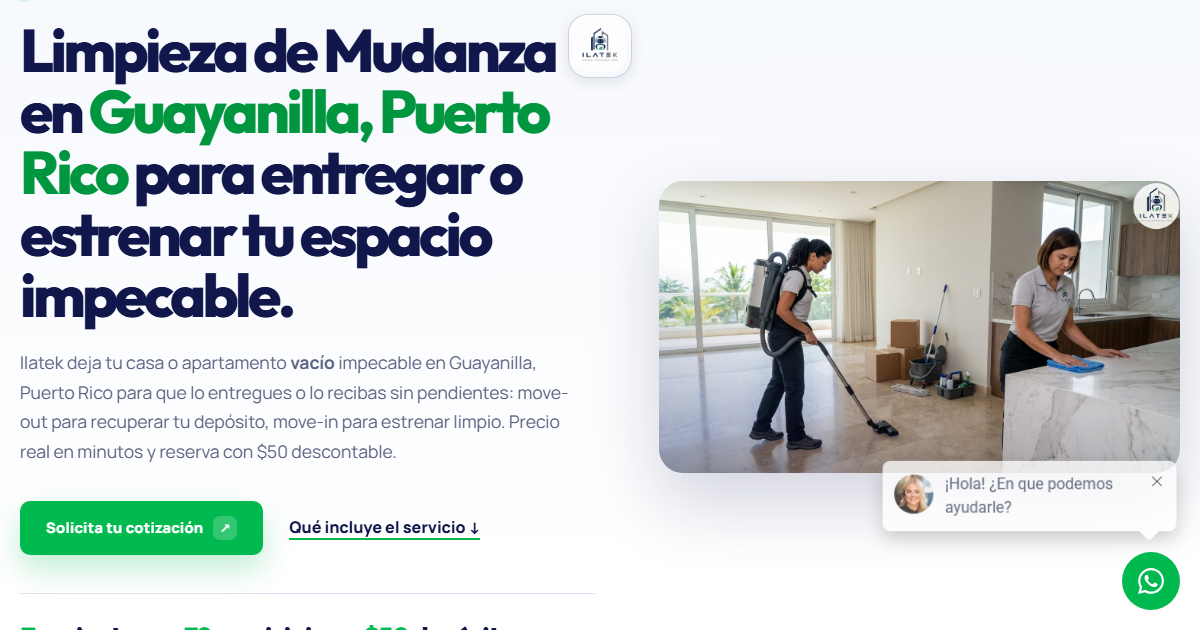 Limpieza de Mudanza
en Guayanilla, Puerto
Rico para entregar o
estrenar tu espacio
impecable.
ILATEK
Ilatek deja tu casa o apartamento vacío impecable en Guayanilla,
Puerto Rico para que lo entregues o lo recibas sin pendientes: move-
out para recuperar tu depósito, move-in para estrenar limpio. Precio
real en minutos y reserva con $50 descontable.
Solicita tu cotización ↗
Qué incluye el servicio ↓
ILATEK
¡Hola! ¿En que podemos
ayudarle?